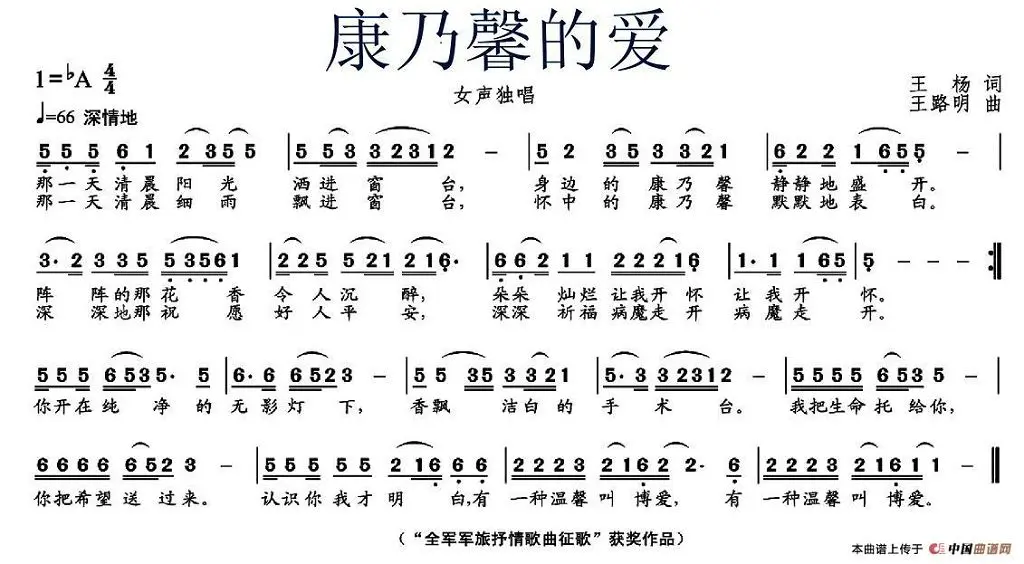 康乃馨的爱
1=♭A 4/4
女声独唱
王 杨 词
王路明 曲
♩=66 深情地
5 5 5 6 1 2 3 5 5 5 | 5 5 3 3 2 3 1 2 – | 5 2 3 5 3 3 2 1 | 6 2 2 1 6 5 5 |
那一天清晨阳光 洒进窗台, 身边的康乃馨 静静地盛开。
那一天清晨细雨 飘进窗台, 怀中的康乃馨 默默地表白。
3· 2 3 3 5 5 3 5 6 1 | 2 2 5 5 2 1 2 1 6· | 6 6 2 1 1 2 2 2 1 6 | 1· 1 1 6 5 | 5 – – – :|
阵阵的那花香 令人沉醉, 朵朵灿烂让我开怀 让我开怀。
深深地那祝愿 好人平安, 深深祈福病魔走开 病魔走开。
5 5 5 6 5 3 5· 5 | 6· 6 6 5 2 3 – | 5 5 3 5 3 3 2 1 | 5· 3 3 2 3 1 2 – | 5 5 5 5 6 5 3 5 – |
你开在纯净的无影灯下, 香飘洁白的手术台。我把生命托给你,
6 6 6 6 6 5 2 3 – | 5 5 5 3 5 2 1 6 6 6 | 2 2 2 3 2 1 6 2 2· 6 | 2 2 2 3 2 1 6 1 1 – ‖
你把希望送过来。 认识你我才明白,有一种温馨叫博爱, 有一种温馨叫博爱。
(“全军军旅抒情歌曲征歌”获奖作品)
本曲谱上传于 中国曲谱网